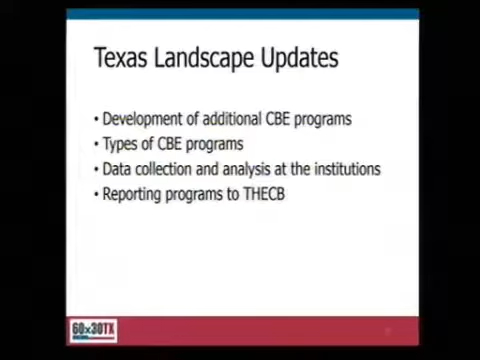 Texas Landscape Updates
• Development of additional CBE programs
• Types of CBE programs
• Data collection and analysis at the institutions
• Reporting programs to THECB
60x30TX